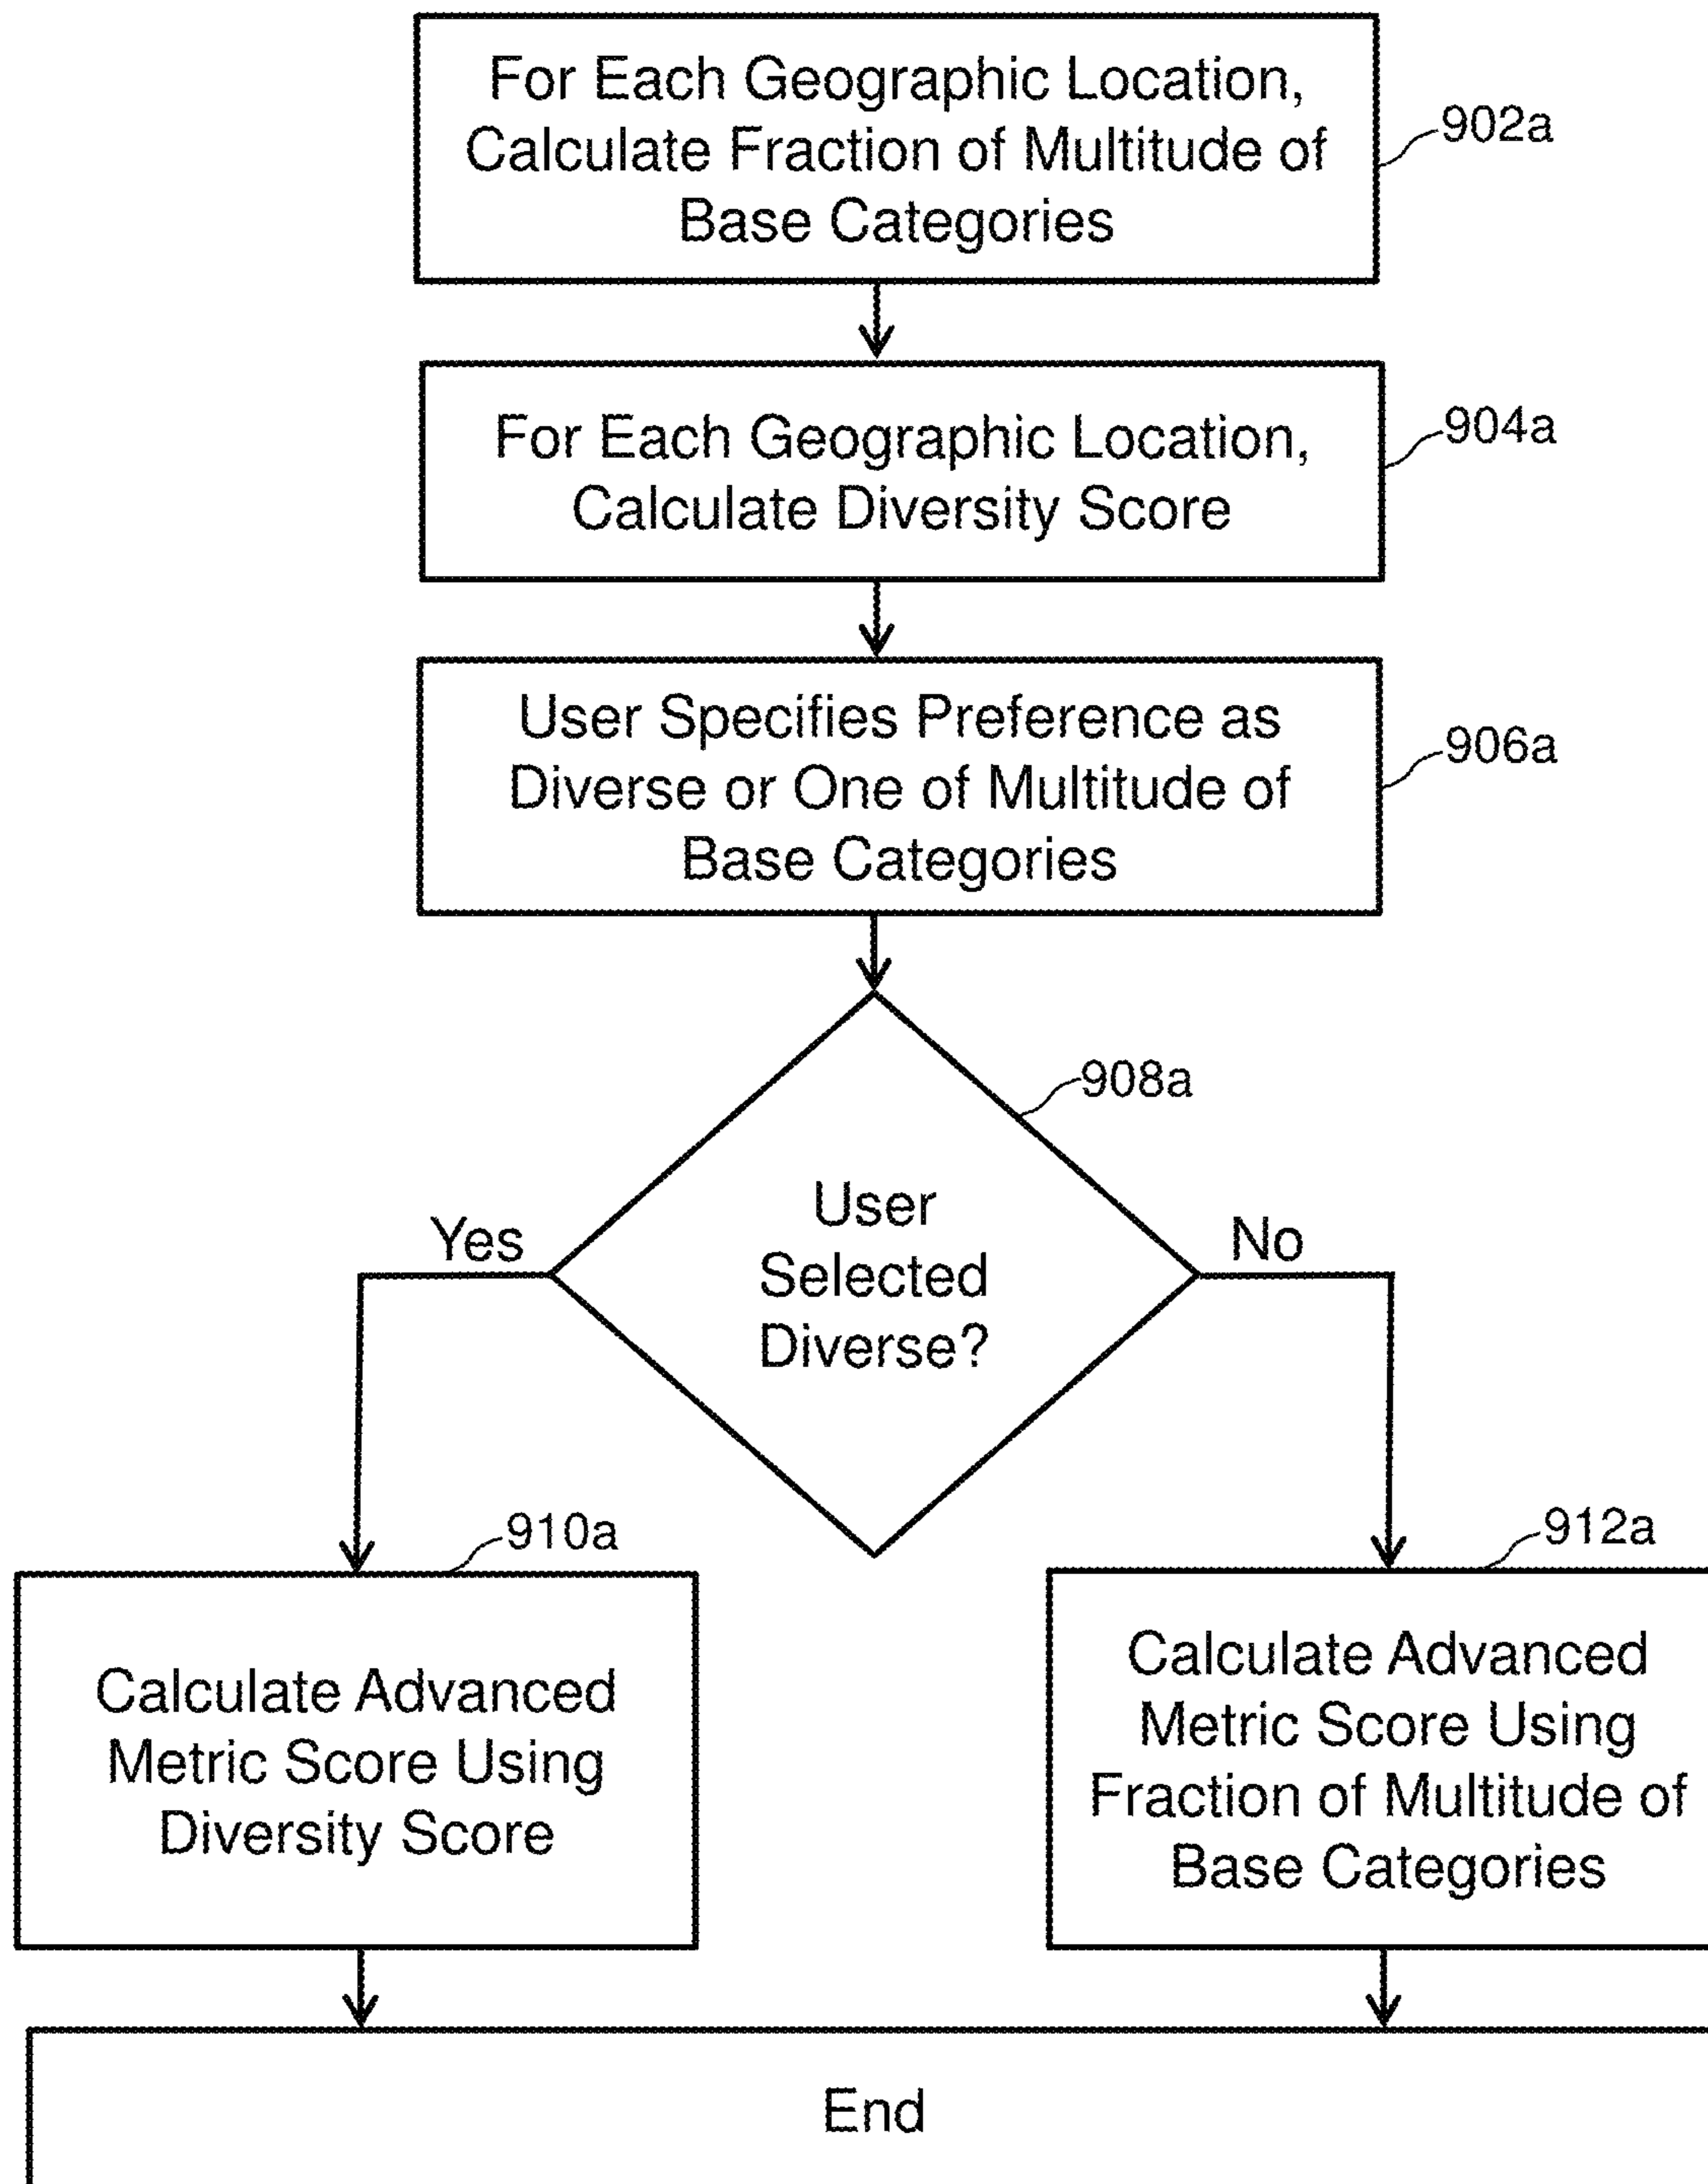 For Each Geographic Location,
Calculate Fraction of Multitude of
Base Categories
902a
For Each Geographic Location,
Calculate Diversity Score
904a
User Specifies Preference as
Diverse or One of Multitude of
Base Categories
906a
908a
User
Selected
Diverse?
Yes
No
910a
Calculate Advanced
Metric Score Using
Diversity Score
912a
Calculate Advanced
Metric Score Using
Fraction of Multitude of
Base Categories
End